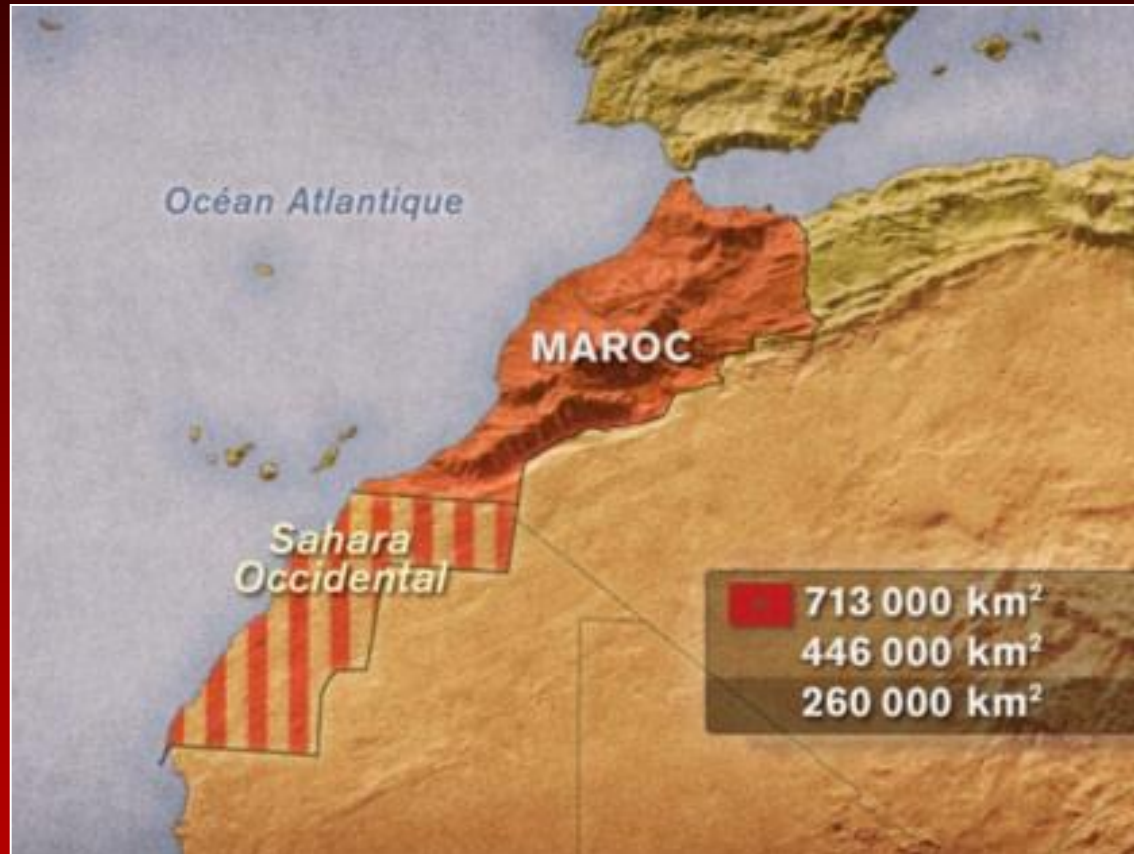 Océan Atlantique
MAROC
Sahara
Occidental
713 000 km²
446 000 km²
260 000 km²